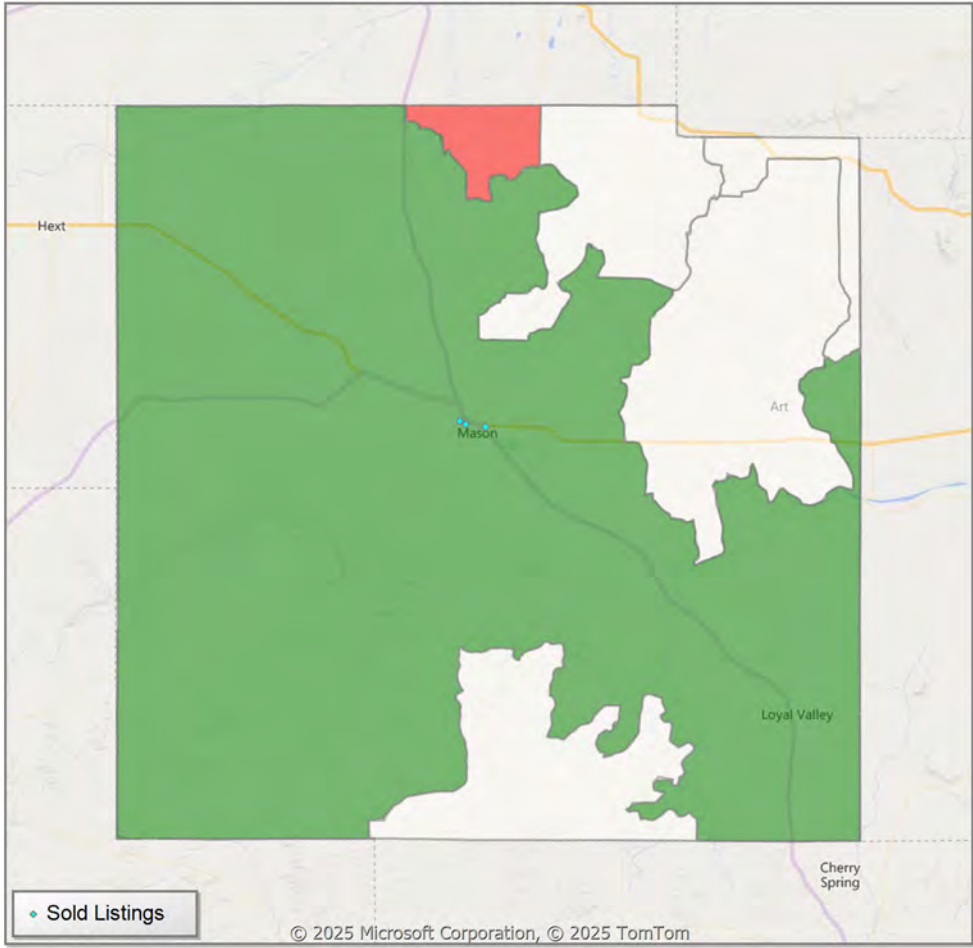 Hext
Art
Mason
Loyal Valley
Cherry
Spring
Sold Listings
© 2025 Microsoft Corporation, © 2025 TomTom